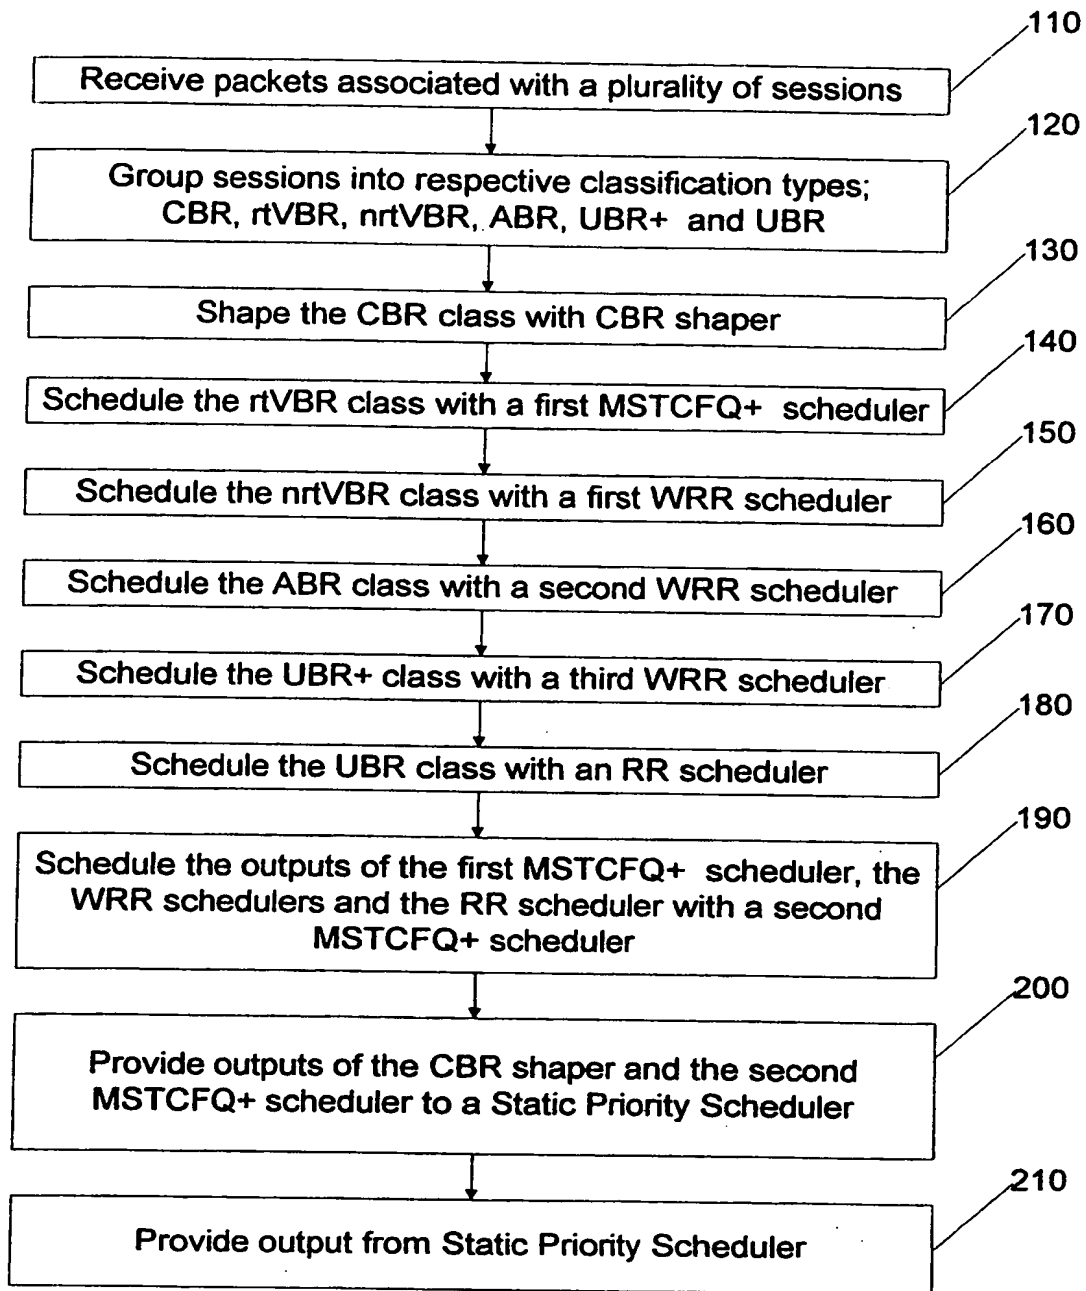 110
Receive packets associated with a plurality of sessions
120
Group sessions into respective classification types;
CBR, rtVBR, nrtVBR, ABR, UBR+ and UBR
130
Shape the CBR class with CBR shaper
140
Schedule the rtVBR class with a first MSTCFQ+ scheduler
150
Schedule the nrtVBR class with a first WRR scheduler
160
Schedule the ABR class with a second WRR scheduler
170
Schedule the UBR+ class with a third WRR scheduler
180
Schedule the UBR class with an RR scheduler
190
Schedule the outputs of the first MSTCFQ+ scheduler, the
WRR schedulers and the RR scheduler with a second
MSTCFQ+ scheduler
200
Provide outputs of the CBR shaper and the second
MSTCFQ+ scheduler to a Static Priority Scheduler
210
Provide output from Static Priority Scheduler